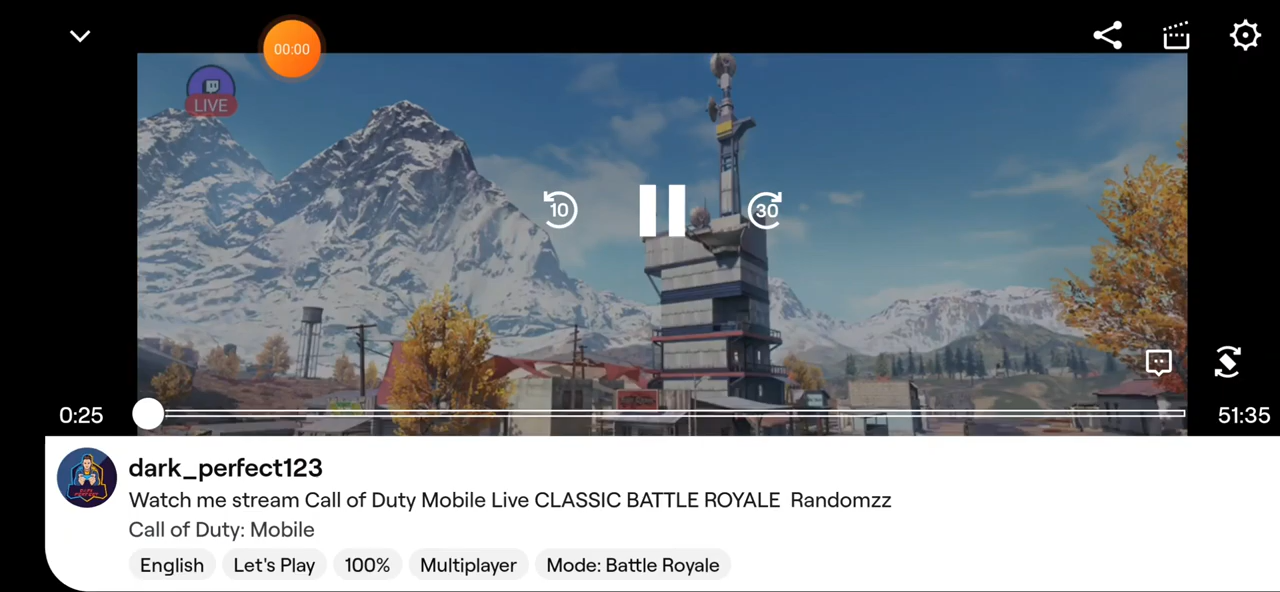 00:00
LIVE
10
30
0:25
51:35
dark_perfect123
Watch me stream Call of Duty Mobile Live CLASSIC BATTLE ROYALE Randomzz
Call of Duty: Mobile
English
Let's Play
100%
Multiplayer
Mode: Battle Royale